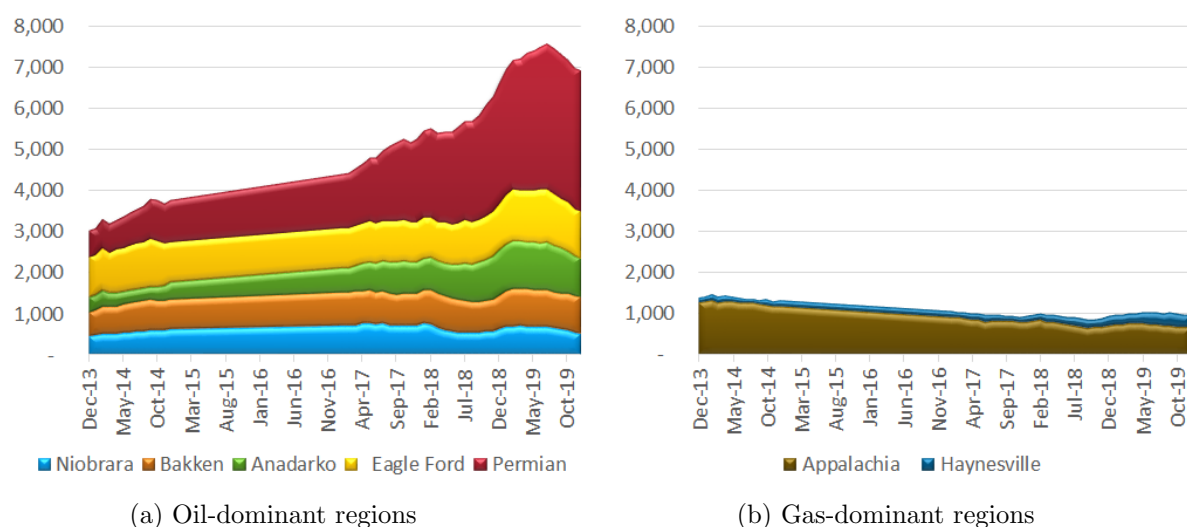 8,000
7,000
6,000
5,000
4,000
3,000
2,000
1,000
-
Dec-13
May-14
Oct-14
Mar-15
Aug-15
Jan-16
Jun-16
Nov-16
Apr-17
Sep-17
Feb-18
Jul-18
Dec-18
May-19
Oct-19
Niobrara Bakken Anadarko Eagle Ford Permian
(a) Oil-dominant regions
8,000
7,000
6,000
5,000
4,000
3,000
2,000
1,000
-
Dec-13
May-14
Oct-14
Mar-15
Aug-15
Jan-16
Jun-16
Nov-16
Apr-17
Sep-17
Feb-18
Jul-18
Dec-18
May-19
Oct-19
Appalachia Haynesville
(b) Gas-dominant regions